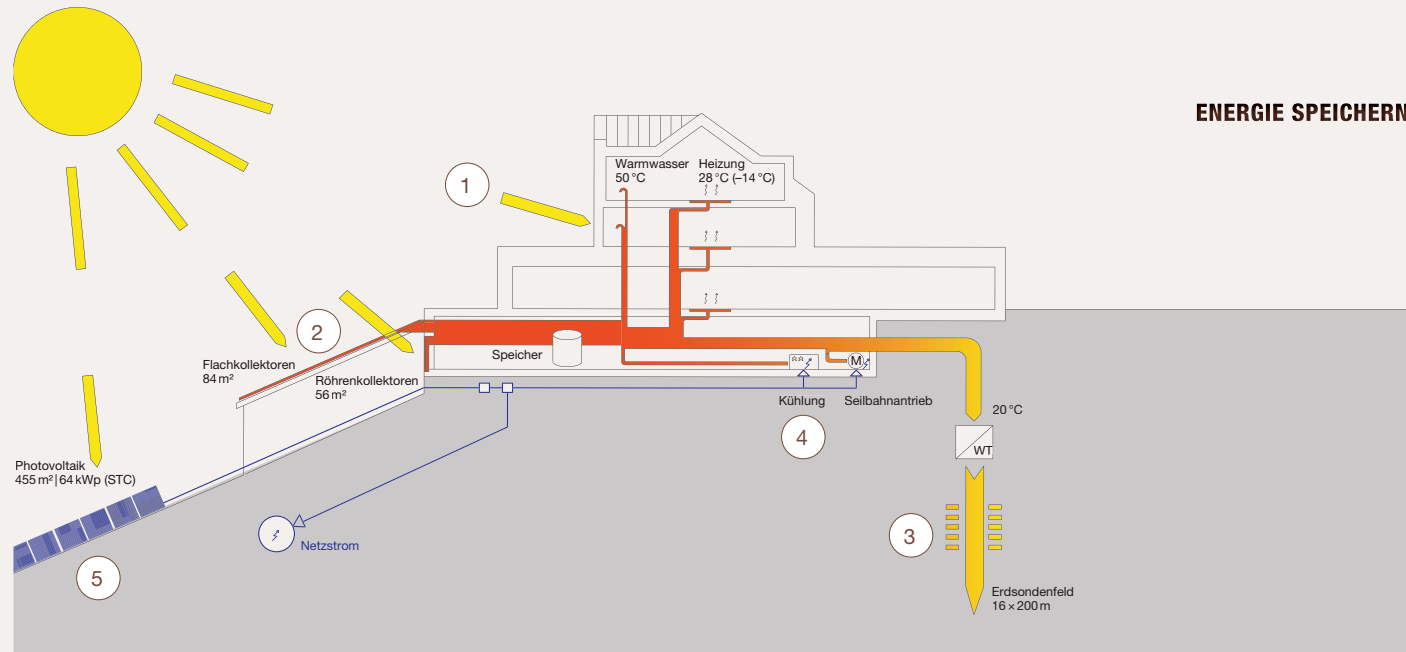 ENERGIE SPEICHERN
Warmwasser
50 °C
Heizung
28 °C (–14 °C)
1
2
Flachkollektoren
84 m²
Röhrenkollektoren
56 m²
Speicher
M
Kühlung
Seilbahnantrieb
4
20 °C
WT
Photovoltaik
455 m² | 64 kWp (STC)
3
Netzstrom
5
Erdsondenfeld
16 × 200 m